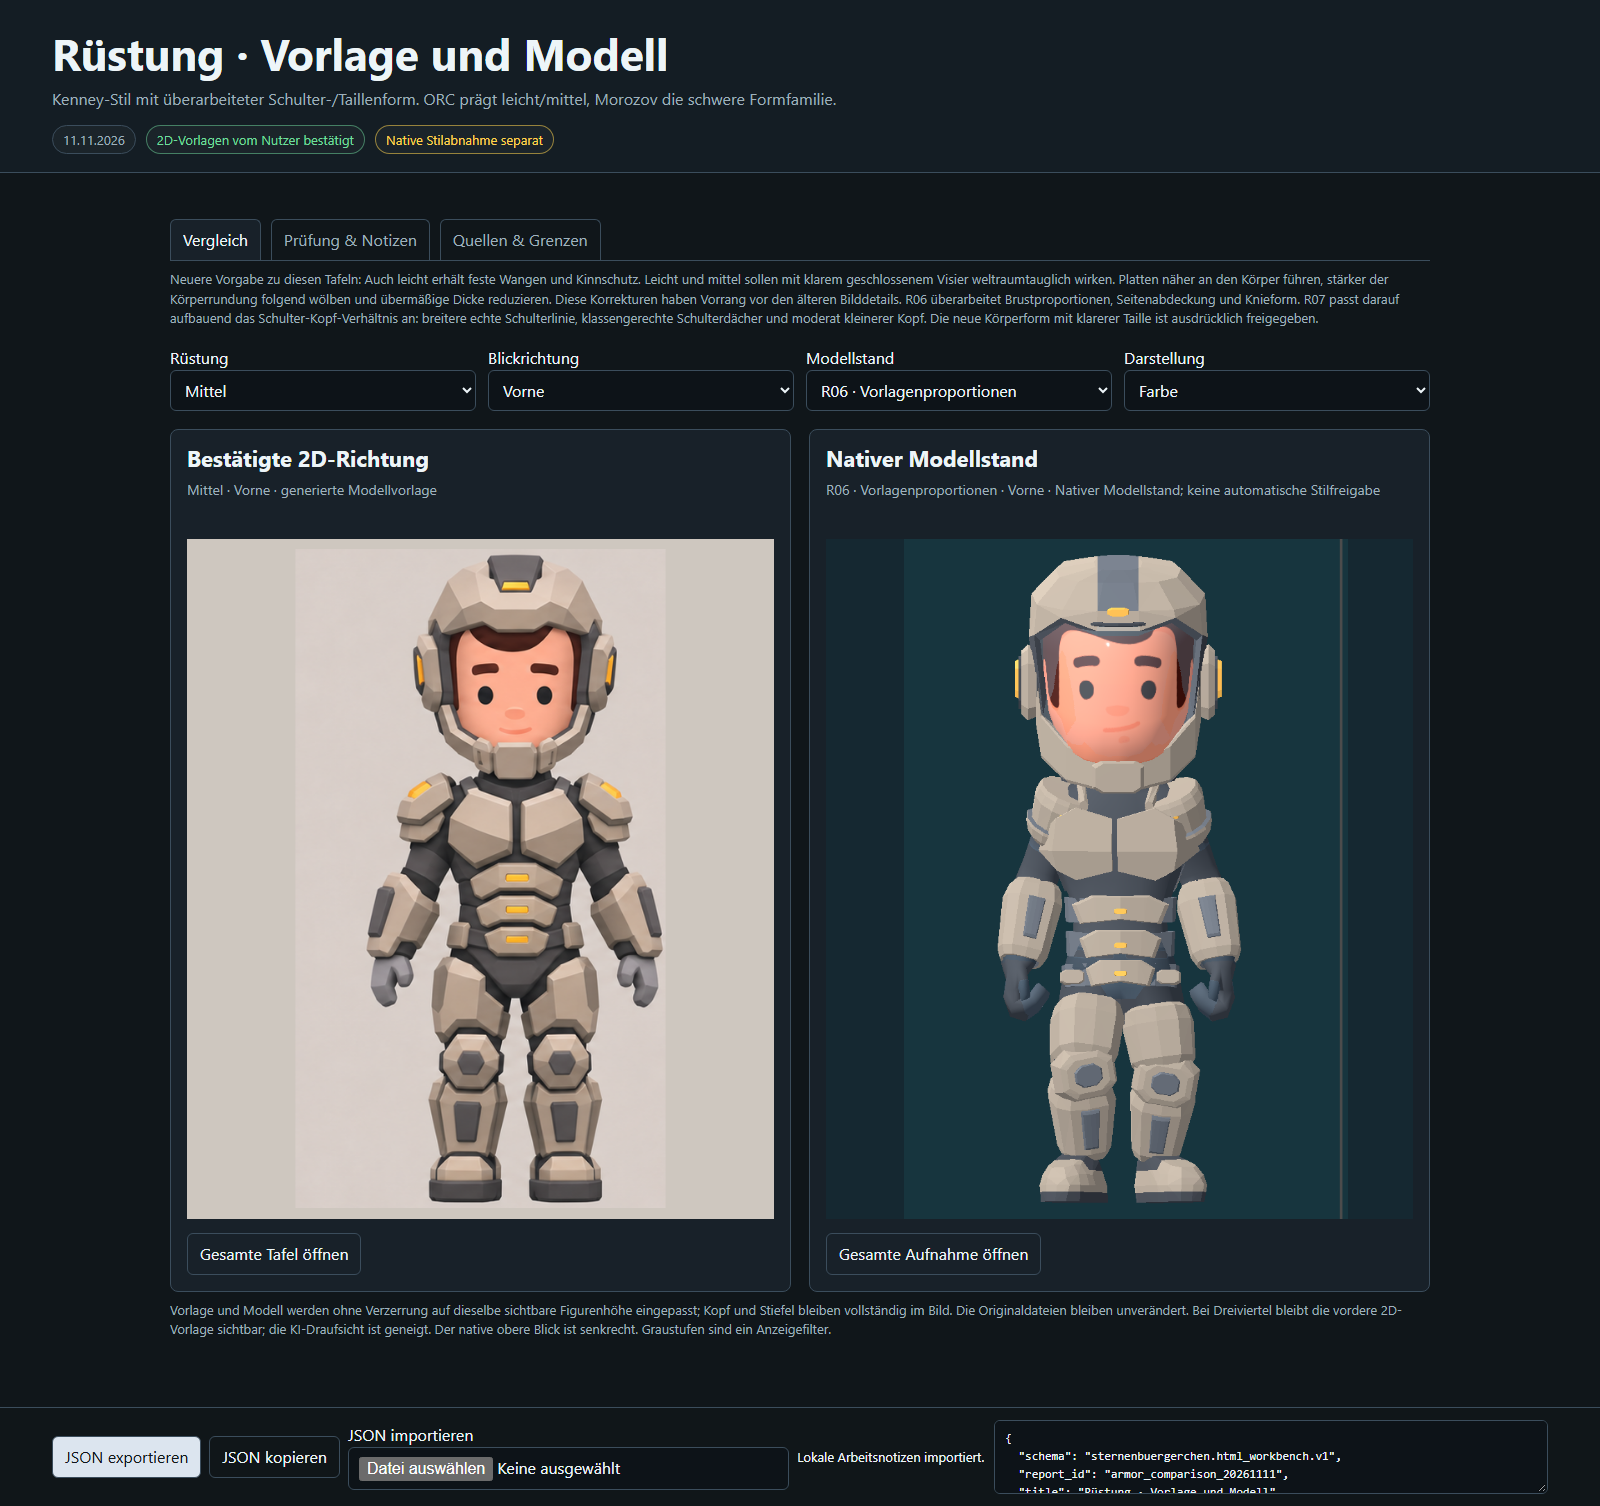 Rüstung · Vorlage und Modell
Kenney-Stil mit überarbeiteter Schulter-/Taillenform. ORC prägt leicht/mittel, Morozov die schwere Formfamilie.
11.11.2026
2D-Vorlagen vom Nutzer bestätigt
Native Stilabnahme separat
Vergleich
Prüfung & Notizen
Quellen & Grenzen
Neuere Vorgabe zu diesen Tafeln: Auch leicht erhält feste Wangen und Kinnschutz. Leicht und mittel sollen mit klarem geschlossenem Visier weltraumtauglich wirken. Platten näher an den Körper führen, stärker der
Körperrundung folgend wölben und übermäßige Dicke reduzieren. Diese Korrekturen haben Vorrang vor den älteren Bilddetails. R06 überarbeitet Brustproportionen, Seitenabdeckung und Knieform. R07 passt darauf
aufbauend das Schulter-Kopf-Verhältnis an: breitere echte Schulterlinie, klassengerechte Schulterdächer und moderat kleinerer Kopf. Die neue Körperform mit klarerer Taille ist ausdrücklich freigegeben.
Rüstung
Blickrichtung
Modellstand
Darstellung
Mittel
Vorne
R06 · Vorlagenproportionen
Farbe
Bestätigte 2D-Richtung
Mittel · Vorne · generierte Modellvorlage
Nativer Modellstand
R06 · Vorlagenproportionen · Vorne · Nativer Modellstand; keine automatische Stilfreigabe
Gesamte Tafel öffnen
Gesamte Aufnahme öffnen
Vorlage und Modell werden ohne Verzerrung auf dieselbe sichtbare Figurenhöhe eingepasst; Kopf und Stiefel bleiben vollständig im Bild. Die Originaldateien bleiben unverändert. Bei Dreiviertel bleibt die vordere 2D-
Vorlage sichtbar; die KI-Draufsicht ist geneigt. Der native obere Blick ist senkrecht. Graustufen sind ein Anzeigefilter.
JSON exportieren
JSON kopieren
JSON importieren
Datei auswählen Keine ausgewählt
Lokale Arbeitsnotizen importiert.
{
"schema": "sternenbuergerchen.html_workbench.v1",
"report_id": "armor_comparison_20261111",
"title": "Rüstung · Vorlage und Modell"